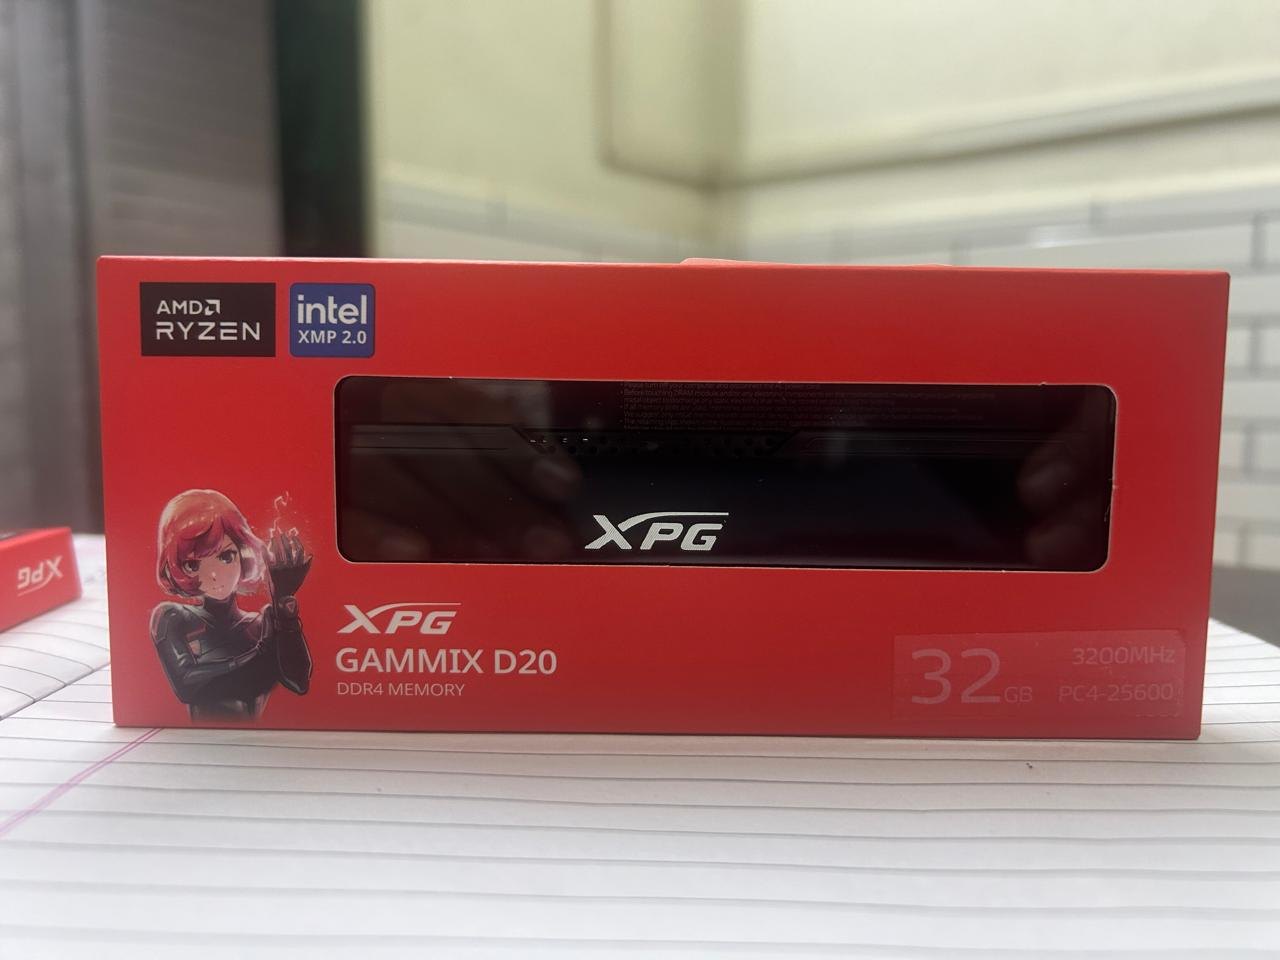 AMD
RYZEN
intel
XMP 2.0
XPG
XPG
GAMMIX D20
DDR4 MEMORY
32GB
3200MHz
PC4-25600
XPG